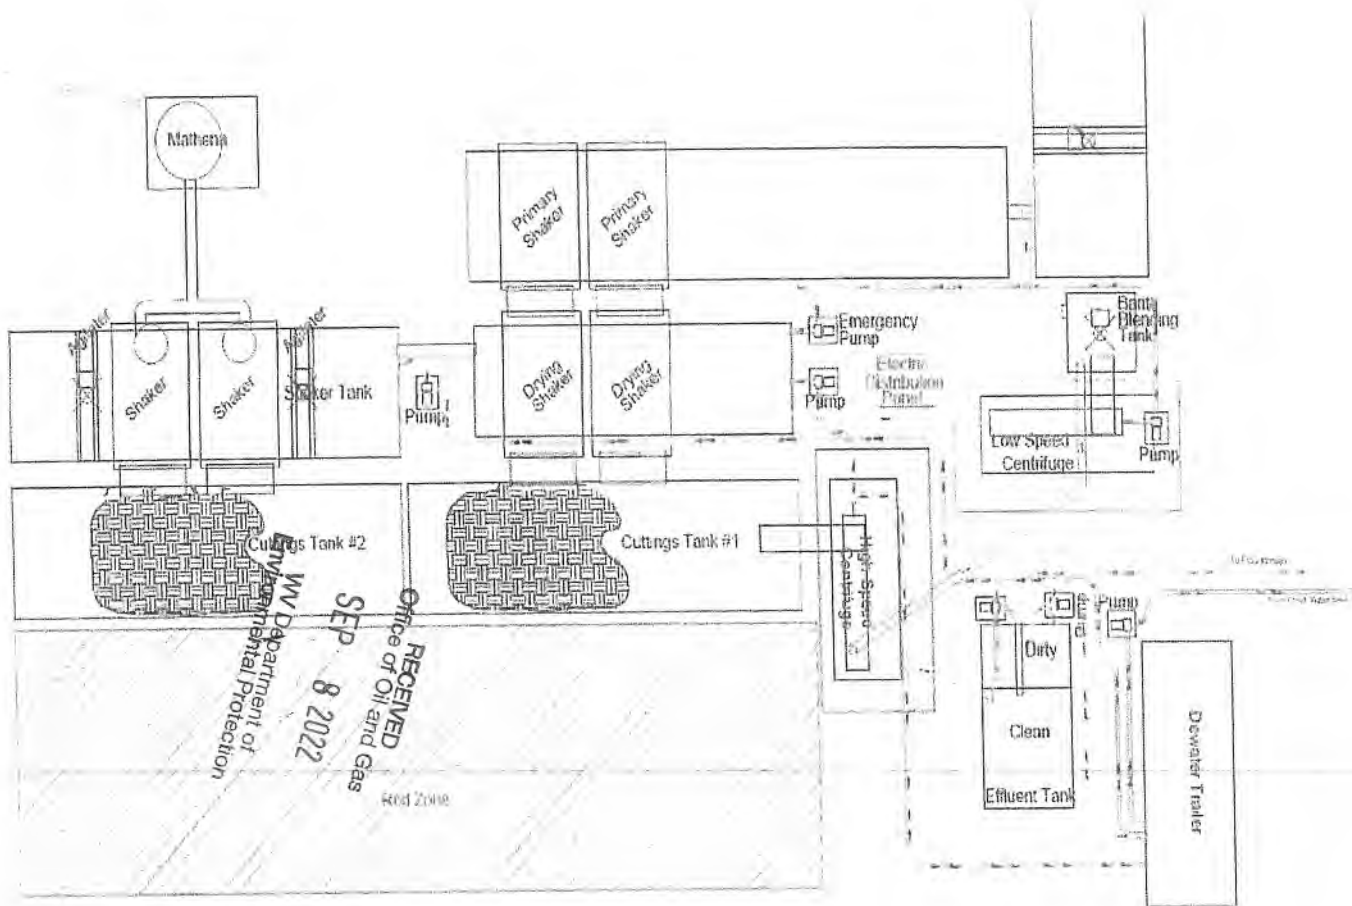 Mathena
Primary
Shaker
Primary
Shaker
Agitater
Shaker
Shaker
Agitater
Shaker Tank
Pump
Drying
Shaker
Drying
Shaker
Emergency
Pump
Pump
Electric
Distribution
Panel
Blending
Tank
Low Speed
Centrifuge
Pump
Cuttings Tank #2
Cuttings Tank #1
High Speed
Centrifuge
Pump
Pump
Dirty
Clean
Effluent Tank
Dewater Trailer
Red Zone
RECEIVED
Office of Oil and Gas
SEP 8 2022
WV Department of
Environmental Protection